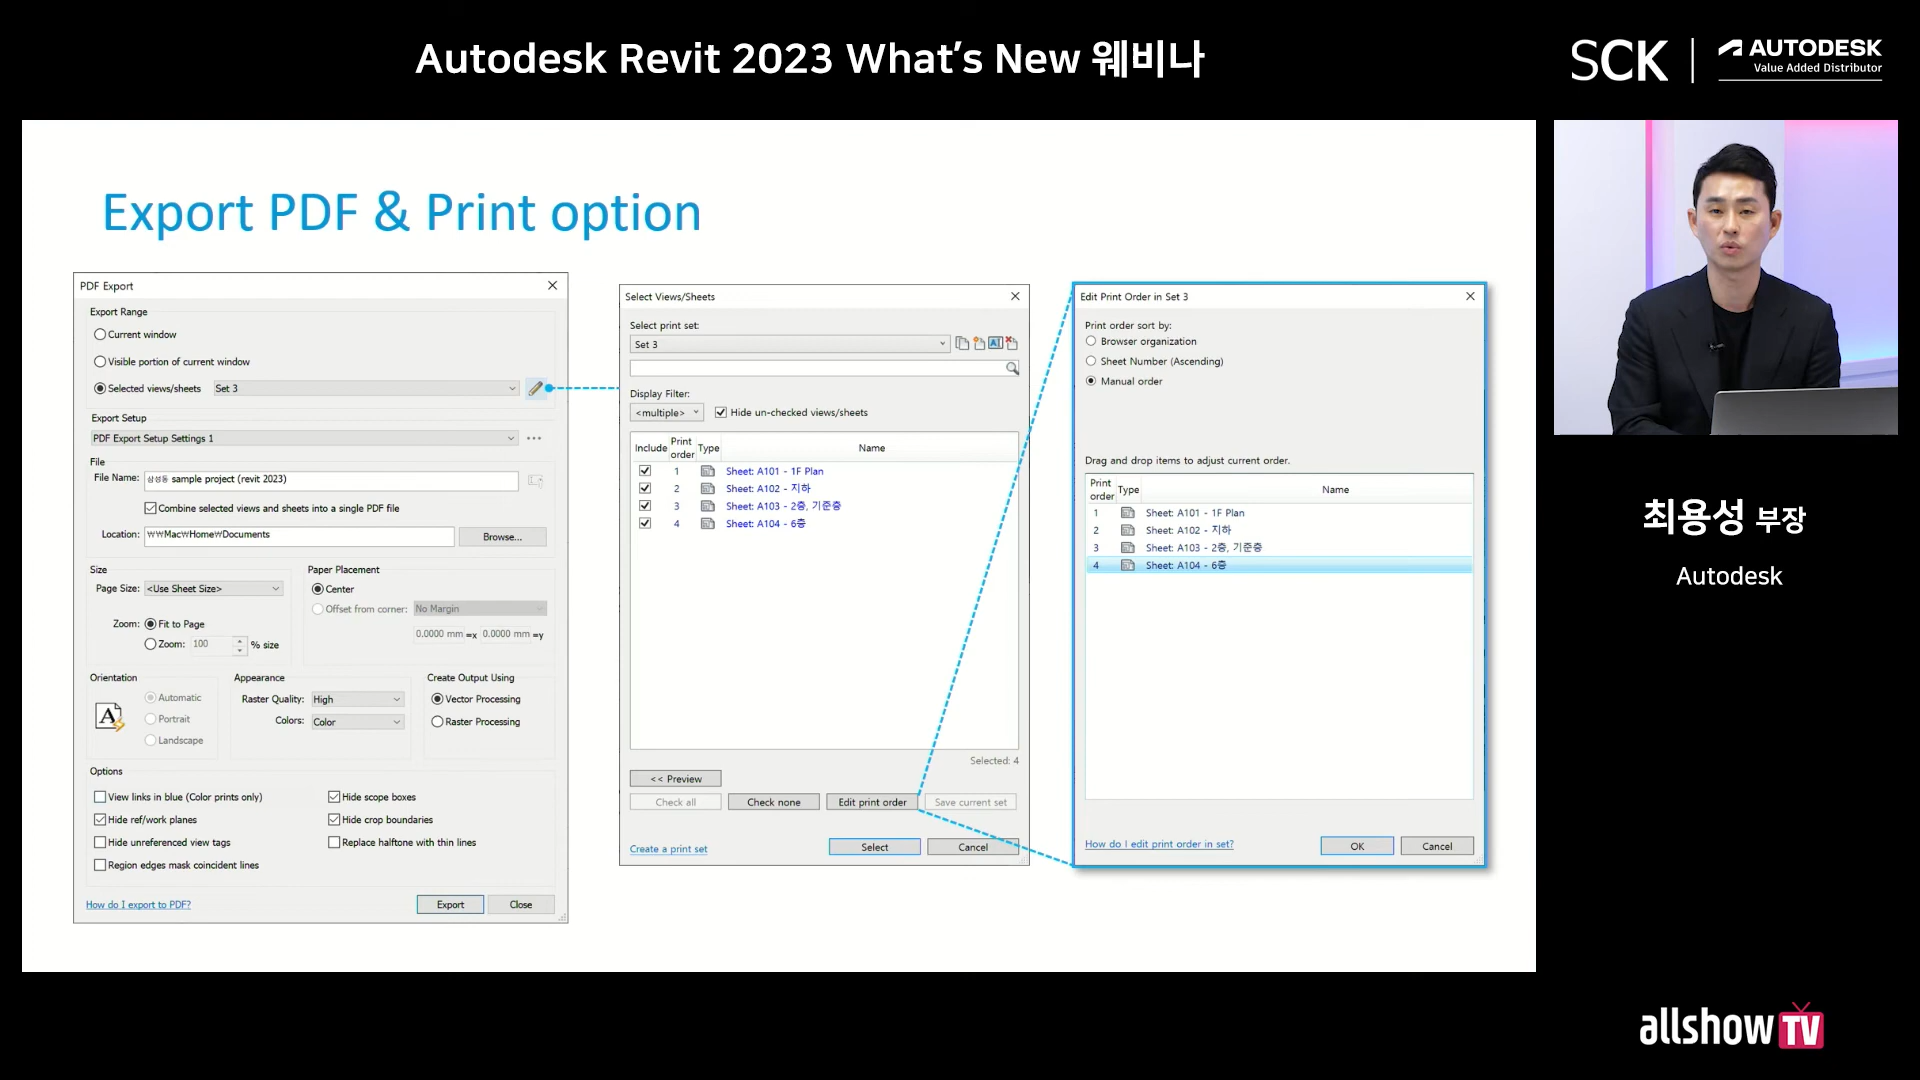 Autodesk Revit 2023 What's New 웨비나
SCK
AUTODESK
Value Added Distributor
Export PDF & Print option
PDF Export
Export Range
Current window
Visible portion of current window
Selected views/sheets
Set 3
Export Setup
PDF Export Setup Settings 1
File
File Name:
삼성동 sample project (revit 2023)
Combine selected views and sheets into a single PDF file
Location:
₩₩Mac₩Home₩Documents
Browse...
Size
Page Size:
<Use Sheet Size>
Zoom:
Fit to Page
Zoom:
100
% size
Paper Placement
Center
Offset from corner:
No Margin
0.0000 mm =x 0.0000 mm =y
Orientation
A
Automatic
Portrait
Landscape
Appearance
Raster Quality:
High
Colors:
Color
Create Output Using
Vector Processing
Raster Processing
Options
View links in blue (Color prints only)
Hide ref/work planes
Hide unreferenced view tags
Region edges mask coincident lines
Hide scope boxes
Hide crop boundaries
Replace halftone with thin lines
How do I export to PDF?
Export
Close
Select Views/Sheets
Select print set:
Set 3
Display Filter:
<multiple>
Hide un-checked views/sheets
Include Print order Type Name
1 Sheet: A101 - 1F Plan
2 Sheet: A102 - 지하
3 Sheet: A103 - 2층, 기준층
4 Sheet: A104 - 6층
Selected: 4
<< Preview
Check all
Check none
Edit print order
Save current set
Create a print set
Select
Cancel
Edit Print Order in Set 3
Print order sort by:
Browser organization
Sheet Number (Ascending)
Manual order
Drag and drop items to adjust current order.
Print order Type Name
1 Sheet: A101 - 1F Plan
2 Sheet: A102 - 지하
3 Sheet: A103 - 2층, 기준층
4 Sheet: A104 - 6층
How do I edit print order in set?
OK
Cancel
최용성 부장
Autodesk
allshow TV